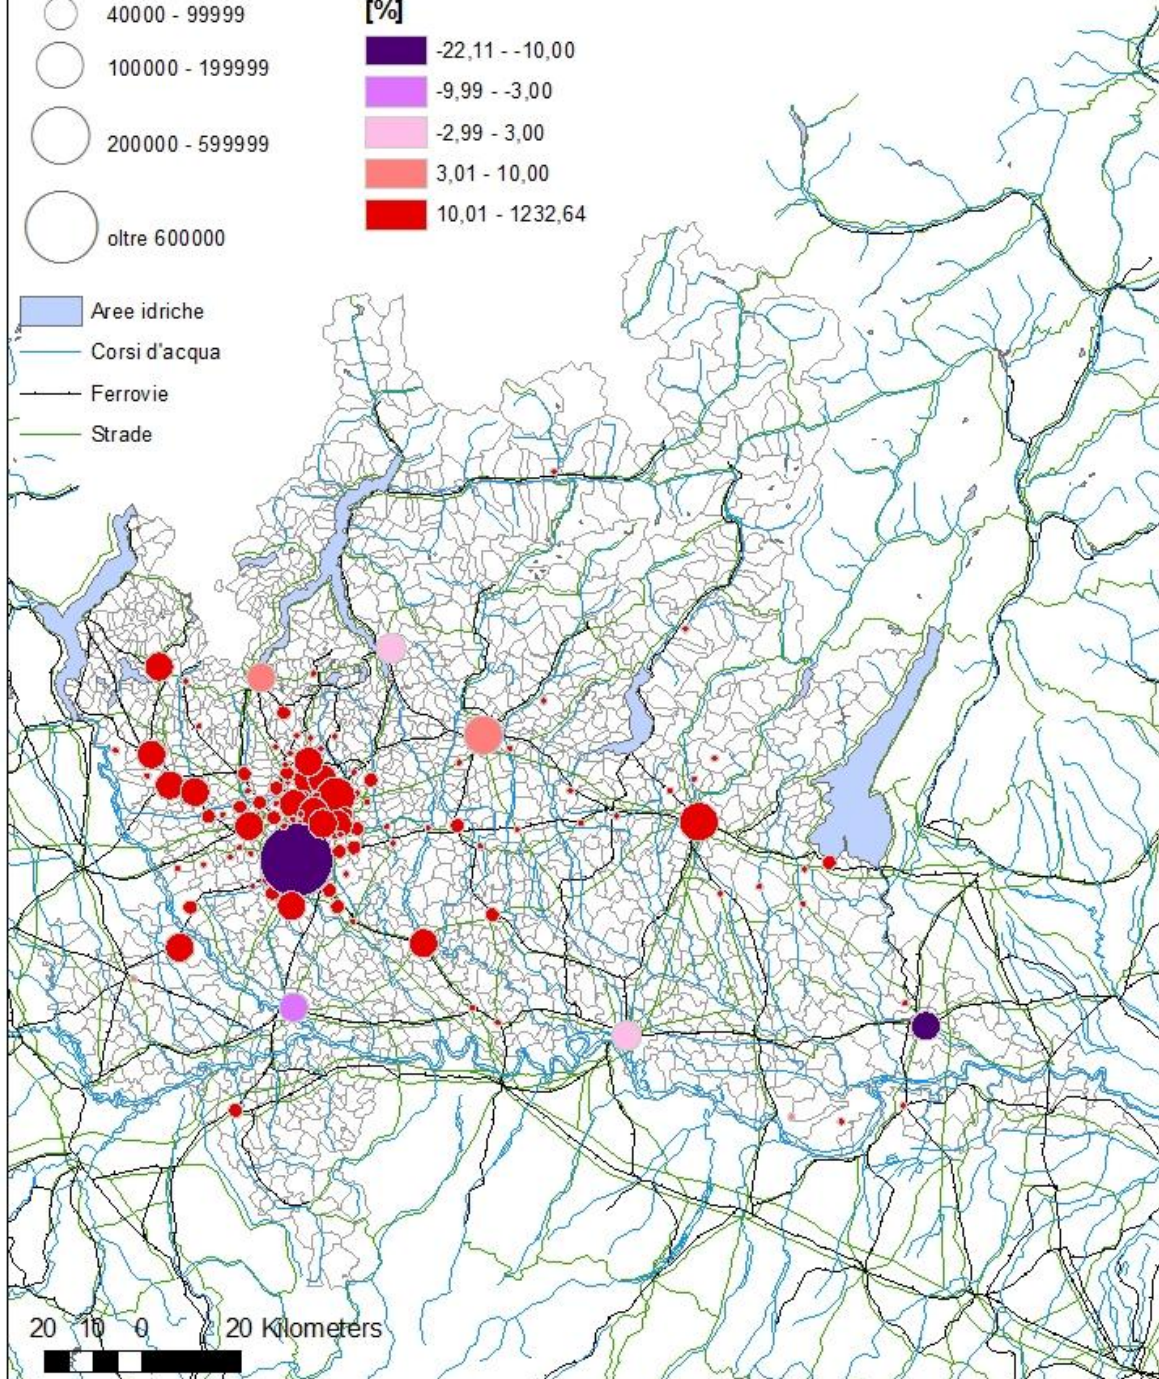 40000 - 99999
100000 - 199999
200000 - 599999
oltre 600000
[%]
-22,11 - -10,00
-9,99 - -3,00
-2,99 - 3,00
3,01 - 10,00
10,01 - 1232,64
Aree idriche
Corsi d'acqua
Ferrovie
Strade
20 10 0 20 Kilometers